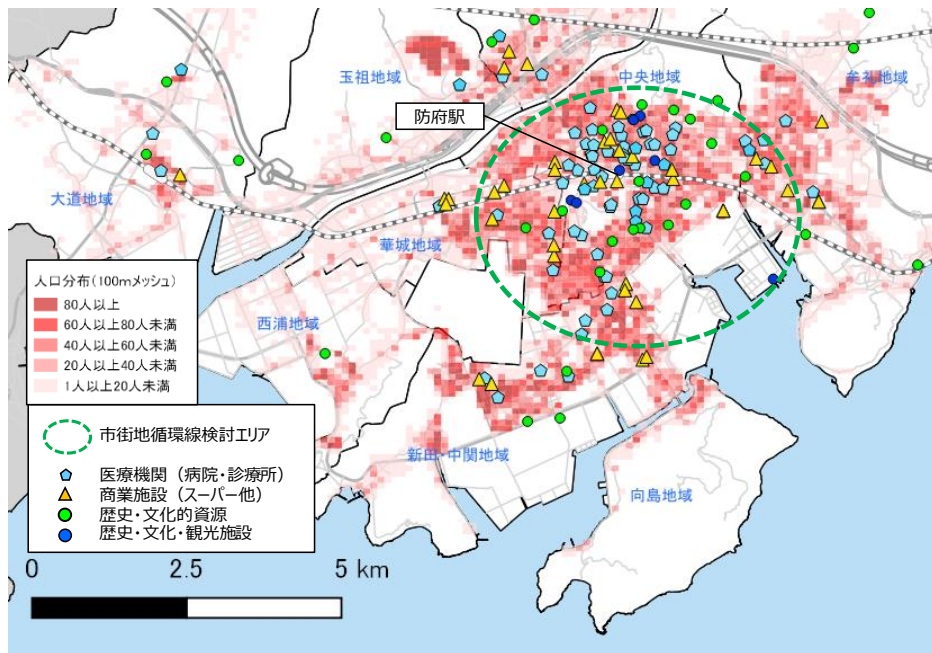 玉祖地域
中央地域
牟礼地域
防府駅
大道地域
華城地域
人口分布(100mメッシュ)
80人以上
60人以上80人未満
40人以上60人未満
20人以上40人未満
1人以上20人未満
西浦地域
市街地循環線検討エリア
医療機関(病院・診療所)
商業施設(スーパー他)
歴史・文化的資源
歴史・文化・観光施設
新田・中関地域
向島地域
0 2.5 5 km